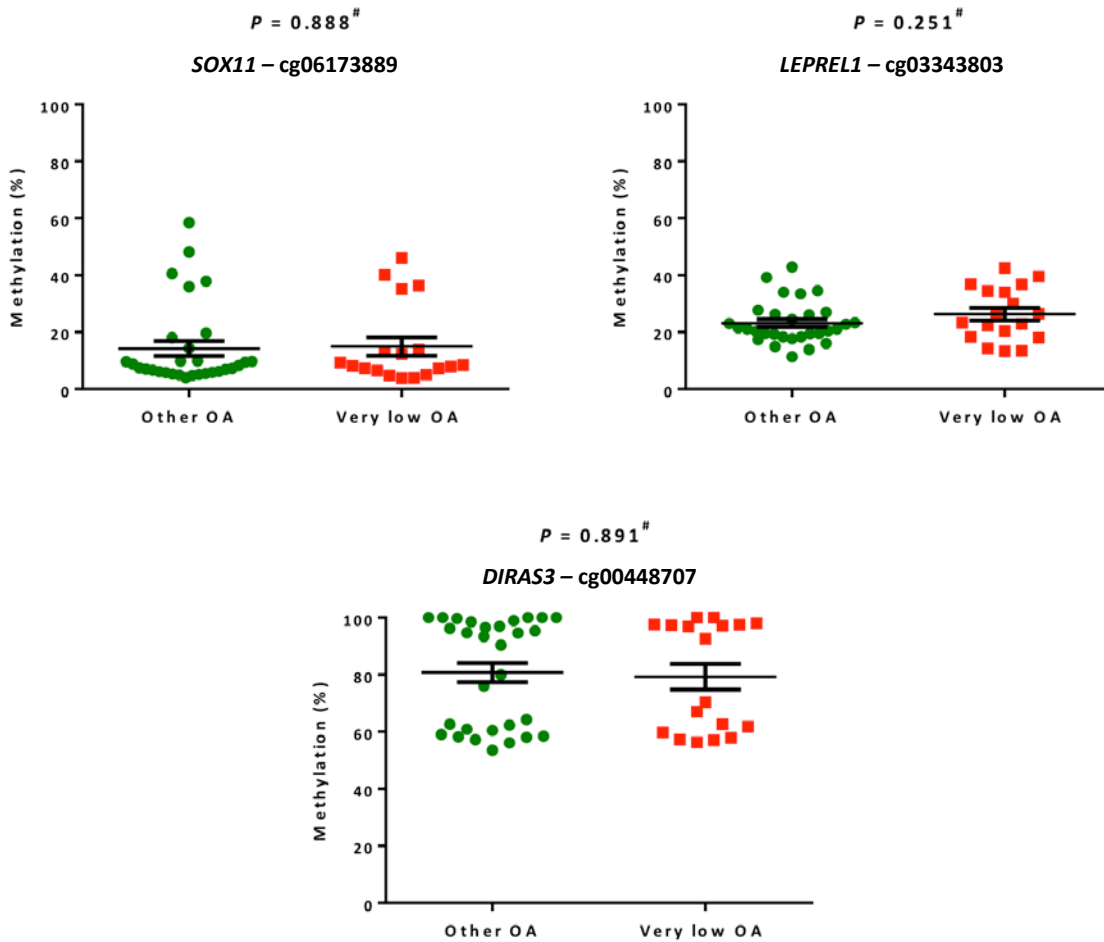 P = 0.888#
SOX11 – cg06173889
100
80
60
40
20
0
Methylation (%)
Other OA
Very low OA
P = 0.251#
LEPREL1 – cg03343803
100
80
60
40
20
0
Methylation (%)
Other OA
Very low OA
P = 0.891#
DIRAS3 – cg00448707
100
80
60
40
20
0
Methylation (%)
Other OA
Very low OA